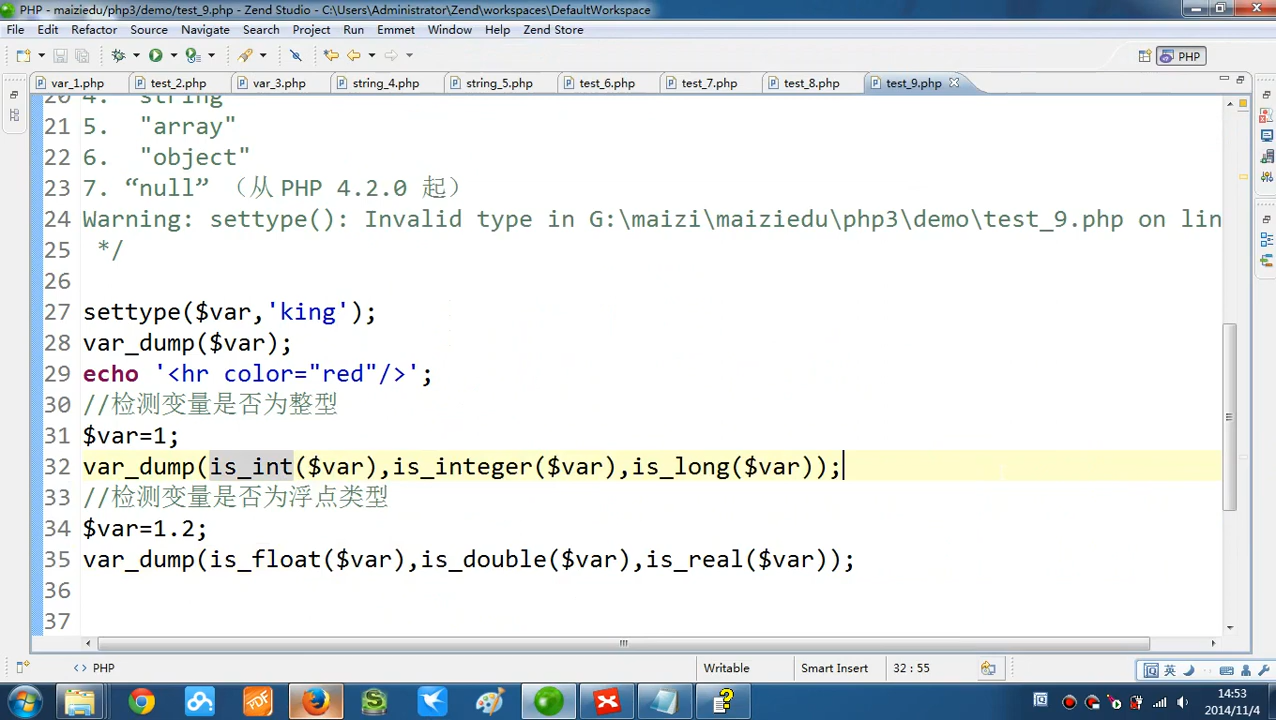 PHP - maiziedu/php3/demo/test_9.php - Zend Studio - C:\Users\Administrator\Zend\workspaces\DefaultWorkspace
File Edit Refactor Source Navigate Search Project Run Emmet Window Help Zend Store
PHP
var_1.php test_2.php var_3.php string_4.php string_5.php test_6.php test_7.php test_8.php test_9.php
20 4. string
21 5. "array"
22 6. "object"
23 7. “null” （从 PHP 4.2.0 起）
24 Warning: settype(): Invalid type in G:\maizi\maiziedu\php3\demo\test_9.php on lin
25 */
26
27 settype($var,'king');
28 var_dump($var);
29 echo '<hr color="red"/>';
30 //检测变量是否为整型
31 $var=1;
32 var_dump(is_int($var),is_integer($var),is_long($var));
33 //检测变量是否为浮点类型
34 $var=1.2;
35 var_dump(is_float($var),is_double($var),is_real($var));
36
37
<> PHP Writable Smart Insert 32 : 55
英
PDF
14:53
2014/11/4